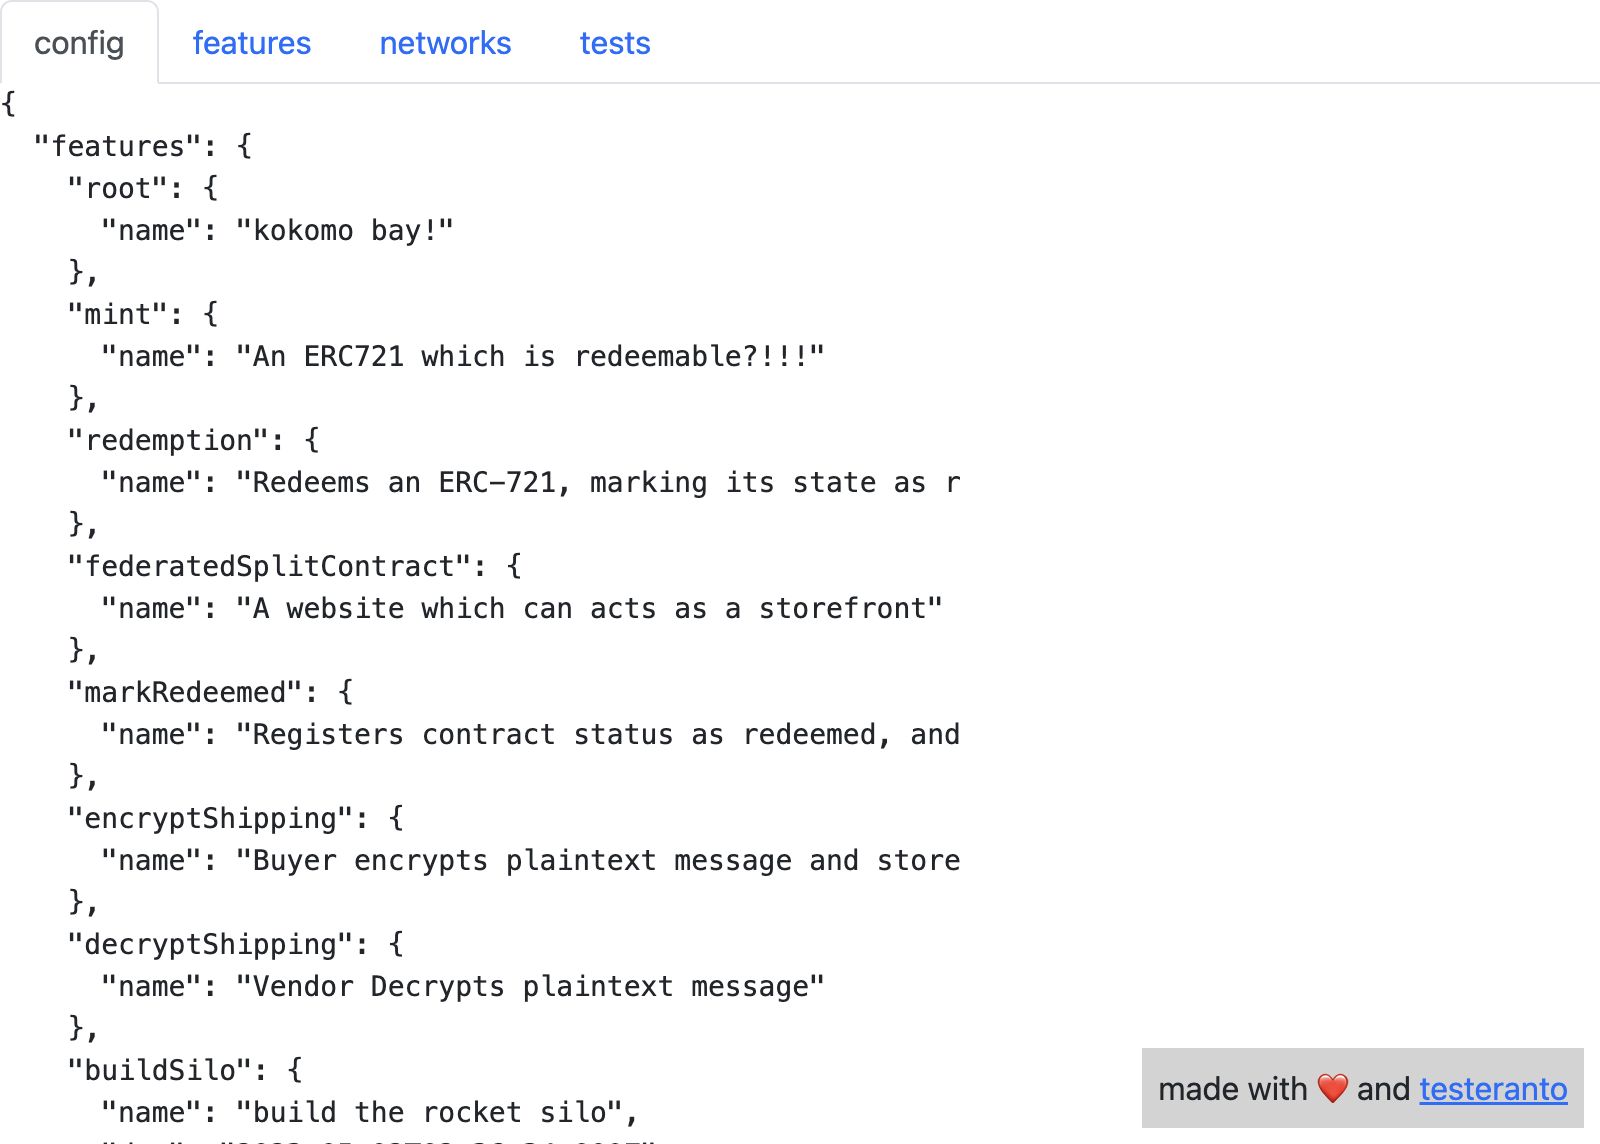 config features networks tests
{
  "features": {
    "root": {
      "name": "kokomo bay!"
    },
    "mint": {
      "name": "An ERC721 which is redeemable?!!!"
    },
    "redemption": {
      "name": "Redeems an ERC-721, marking its state as r
    },
    "federatedSplitContract": {
      "name": "A website which can acts as a storefront"
    },
    "markRedeemed": {
      "name": "Registers contract status as redeemed, and
    },
    "encryptShipping": {
      "name": "Buyer encrypts plaintext message and store
    },
    "decryptShipping": {
      "name": "Vendor Decrypts plaintext message"
    },
    "buildSilo": {
      "name": "build the rocket silo",
made with ❤️ and testeranto